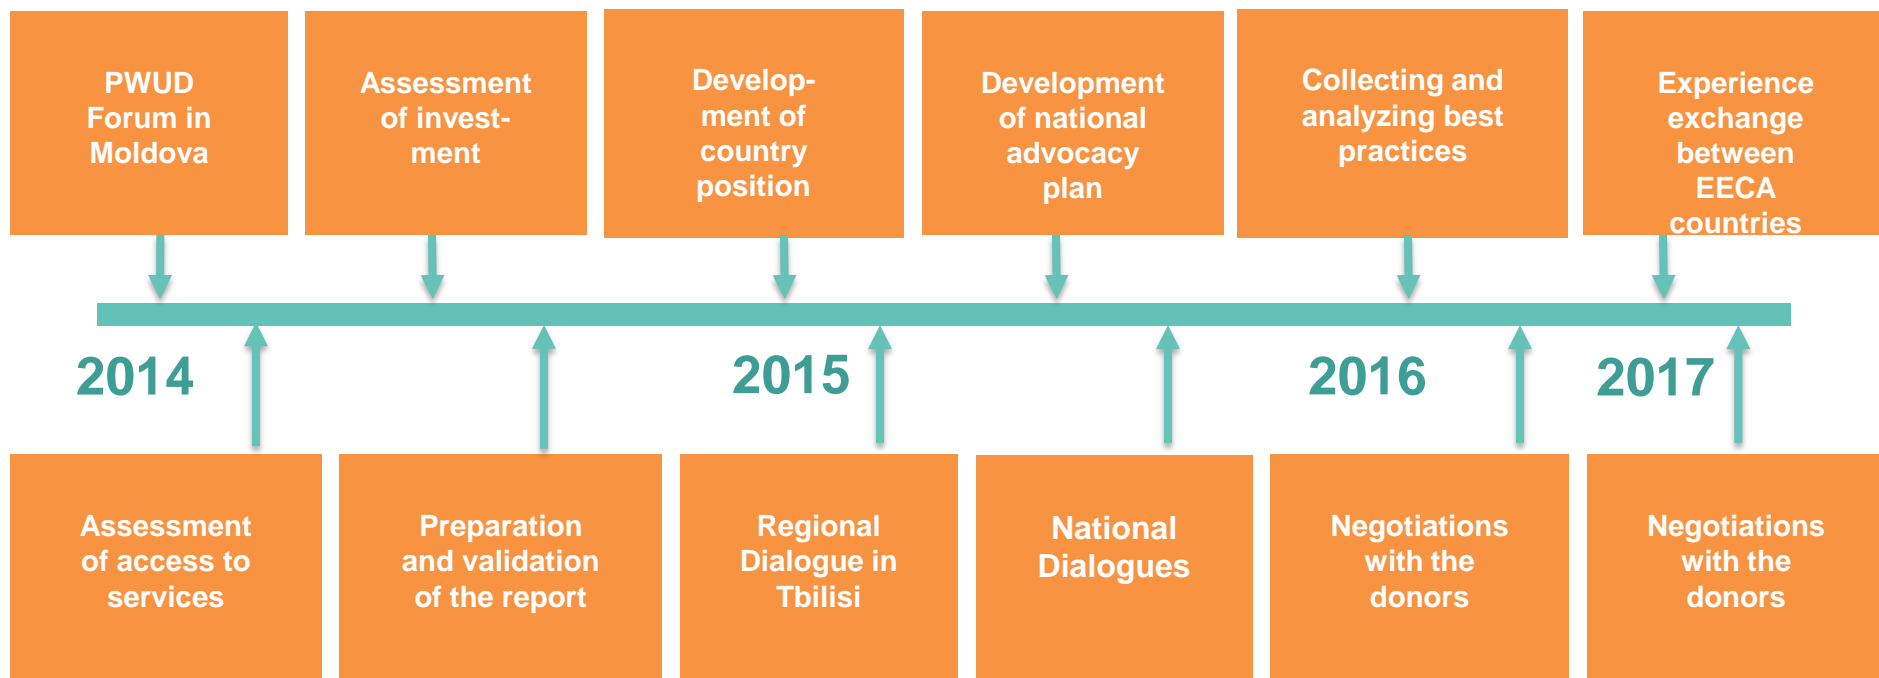 PWUD
Forum in
Moldova
Assessment
of invest-
ment
Develop-
ment of
country
position
Development
of national
advocacy
plan
Collecting and
analyzing best
practices
Experience
exchange
between
EECA
countries
2014
2015
2016
2017
Assessment
of access to
services
Preparation
and validation
of the report
Regional
Dialogue in
Tbilisi
National
Dialogues
Negotiations
with the
donors
Negotiations
with the
donors